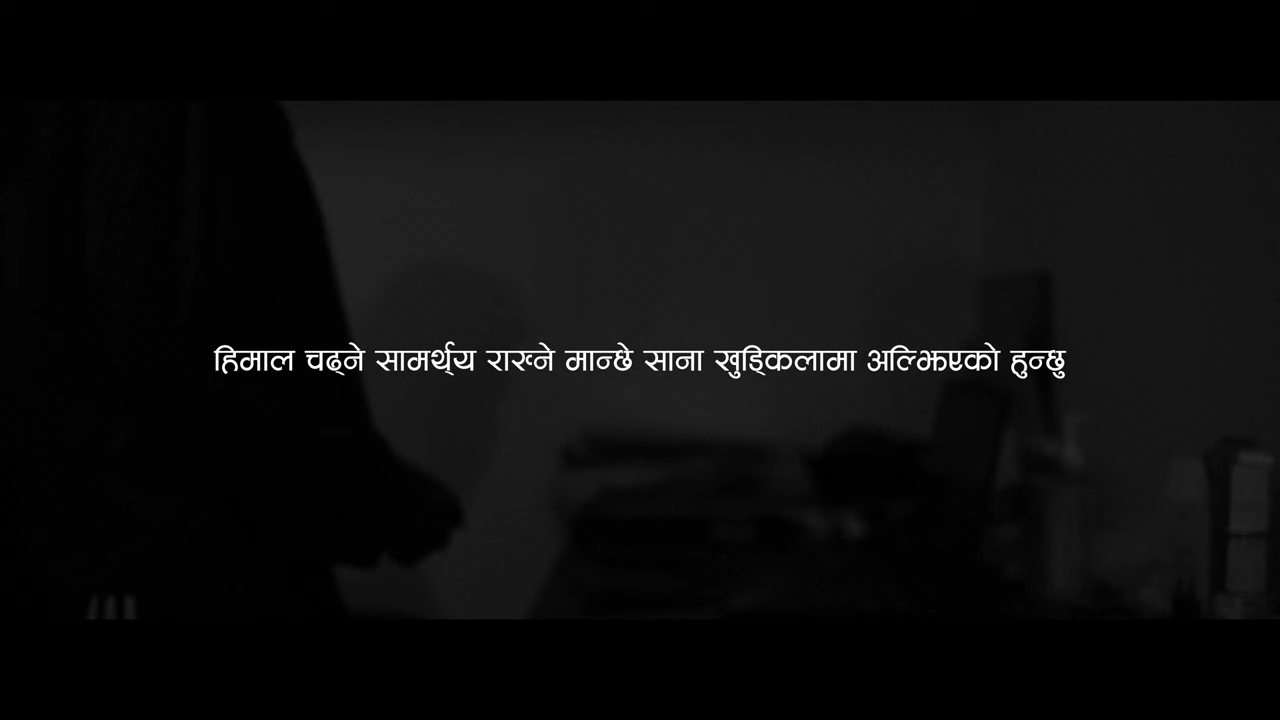 हिमाल चढ्ने सामर्थ्य राख्ने मान्छे साना खुड्किलामा अल्झिएको हुन्छु